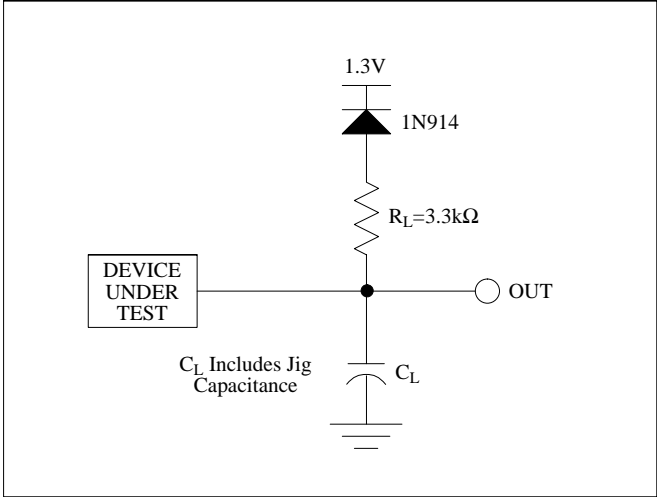 1.3V
1N914
R_L=3.3kΩ
DEVICE
UNDER
TEST
OUT
C_L Includes Jig
Capacitance
C_L